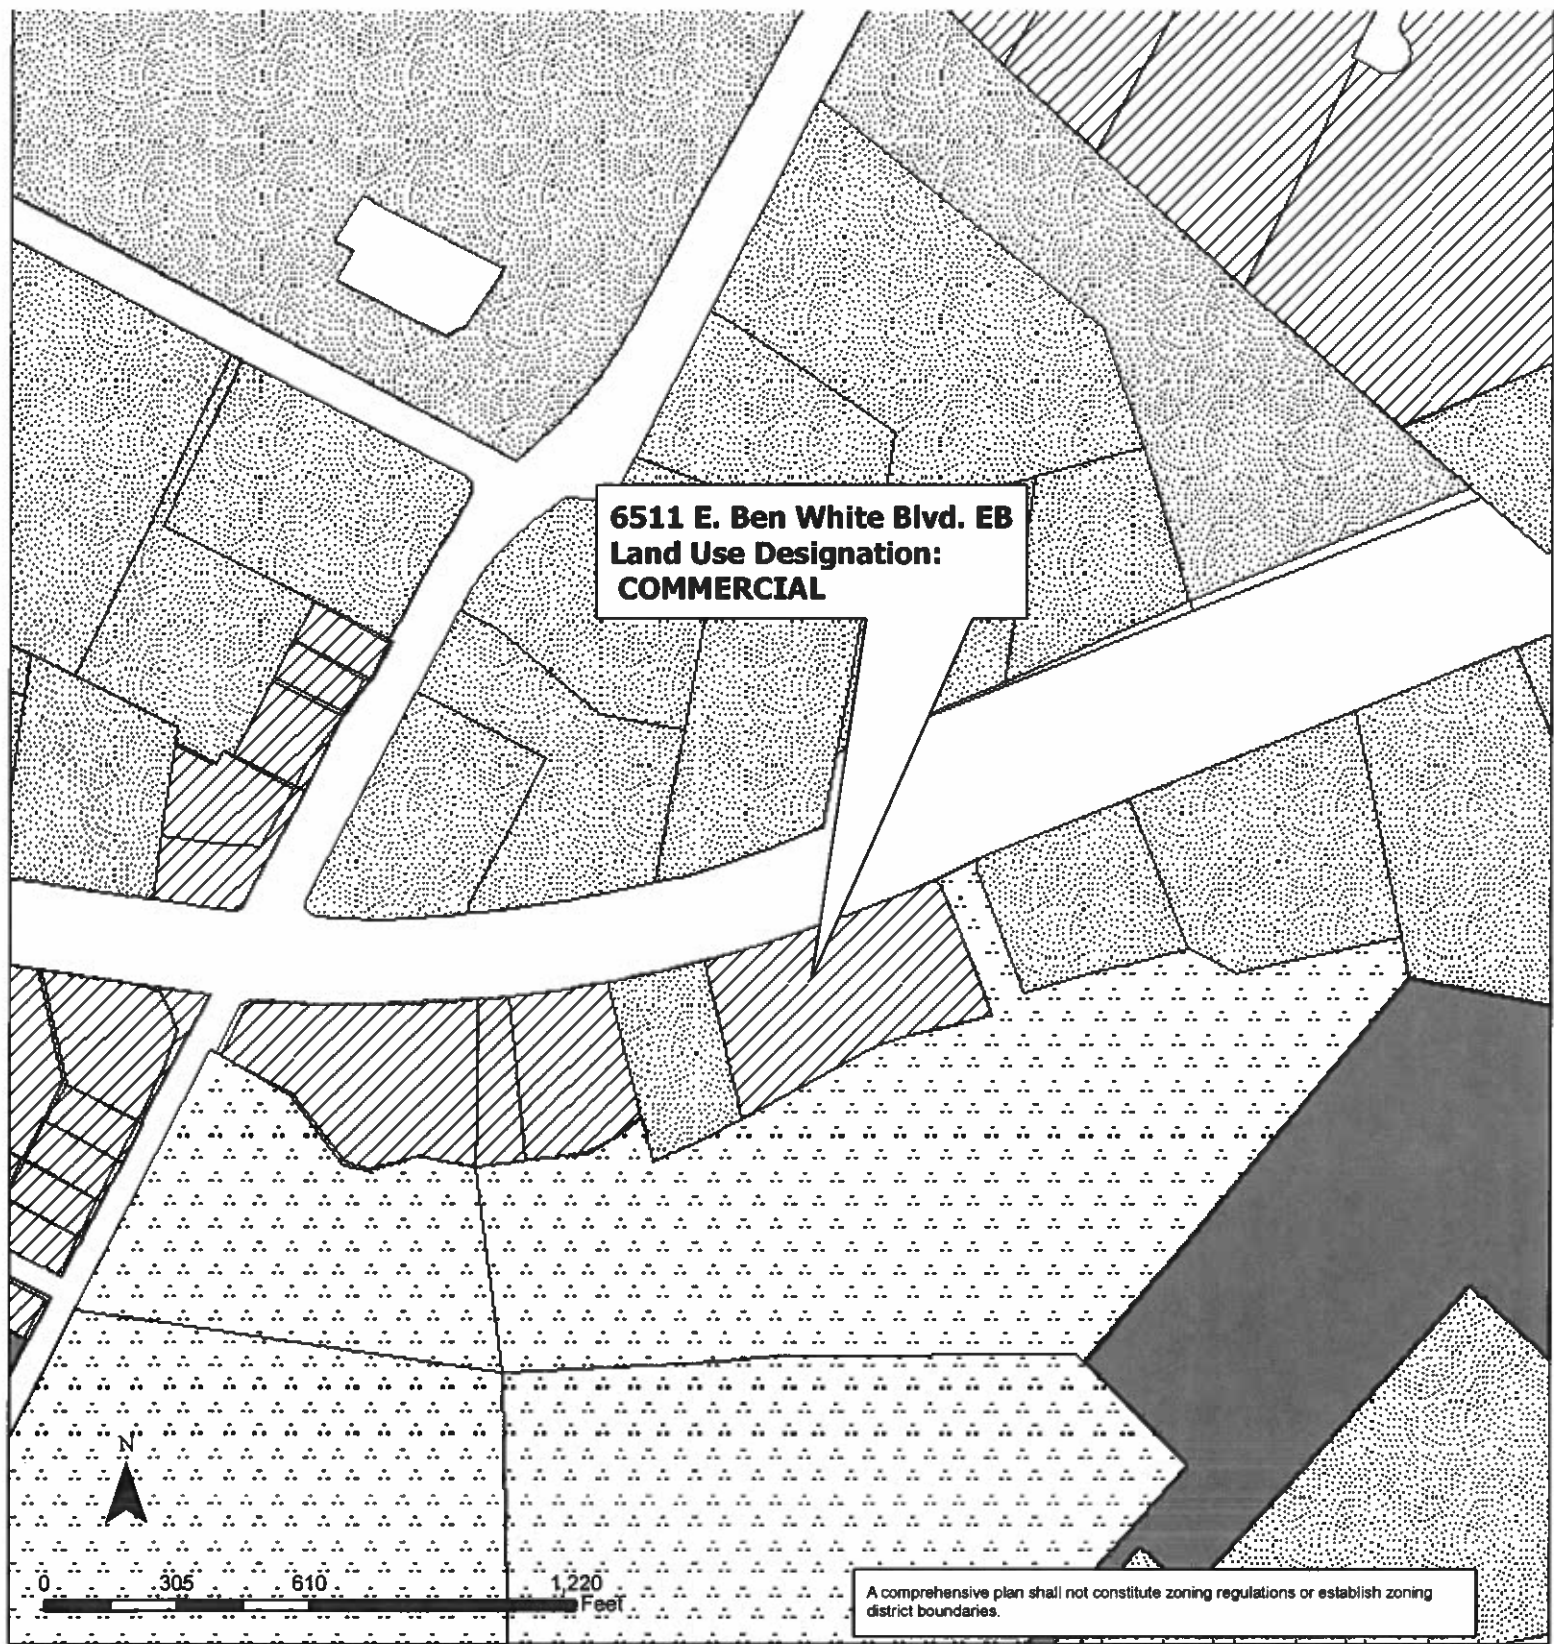 6511 E. Ben White Blvd. EB
Land Use Designation:
COMMERCIAL
N
0 305 610 1,220
Feet
A comprehensive plan shall not constitute zoning regulations or establish zoning
district boundaries.